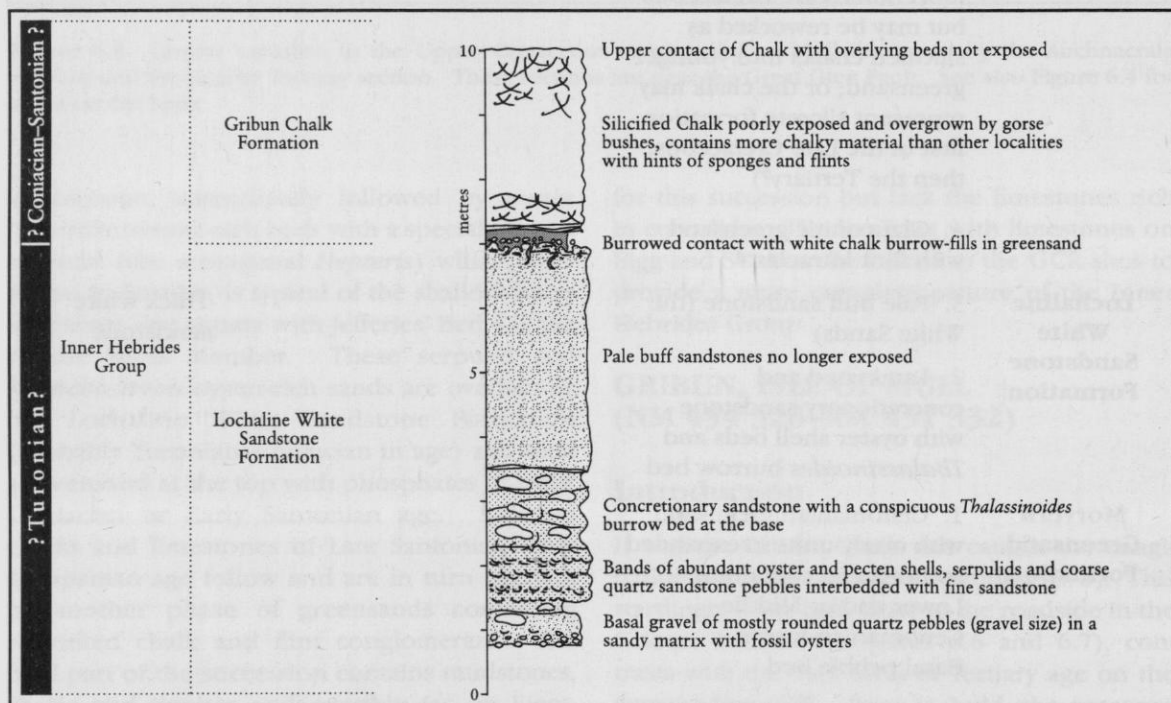 ? Coniacian–Santonian ?
? Turonian ?
Inner Hebrides
Group
Gribun Chalk
Formation
Lochaline White
Sandstone
Formation
10
metres
5
0
Upper contact of Chalk with overlying beds not exposed
Silicified Chalk poorly exposed and overgrown by gorse
bushes, contains more chalky material than other localities
with hints of sponges and flints
Burrowed contact with white chalk burrow-fills in greensand
Pale buff sandstones no longer exposed
Concretionary sandstone with a conspicuous Thalassinoides
burrow bed at the base
Bands of abundant oyster and pecten shells, serpulids and coarse
quartz sandstone pebbles interbedded with fine sandstone
Basal gravel of mostly rounded quartz pebbles (gravel size) in a
sandy matrix with fossil oysters